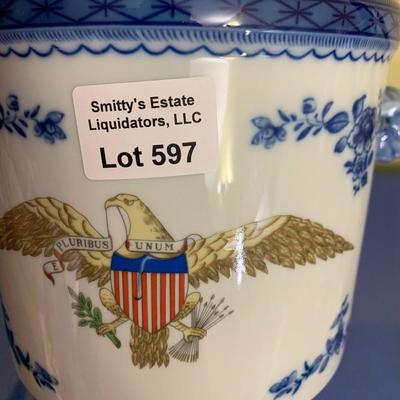 Smitty's Estate
Liquidators, LLC
Lot 597
E PLURIBUS UNUM